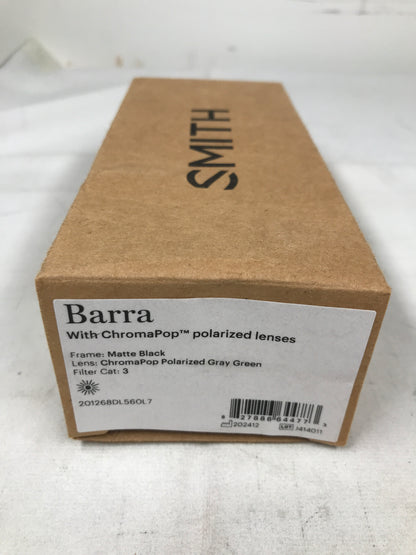 SMITH
Barra
With ChromaPop™ polarized lenses
Frame: Matte Black
Lens: ChromaPop Polarized Gray Green
Filter Cat: 3
201268DL560L7
202412
LOT